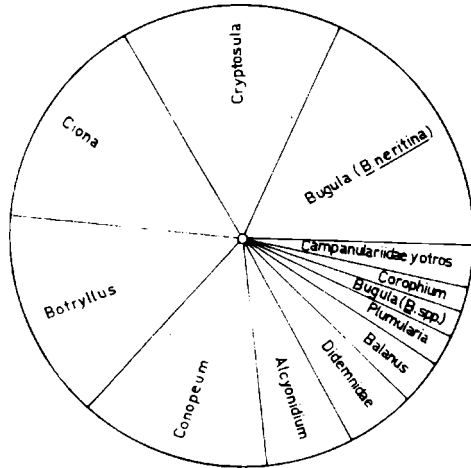 Cryptosula
Bugula (B neritina)
Campanulariidae y otros
Corophium
Bugula (B. spp.)
Plumularia
Balanus
Didemnidae
Alcyonidium
Conopeum
Botryllus
Ciona